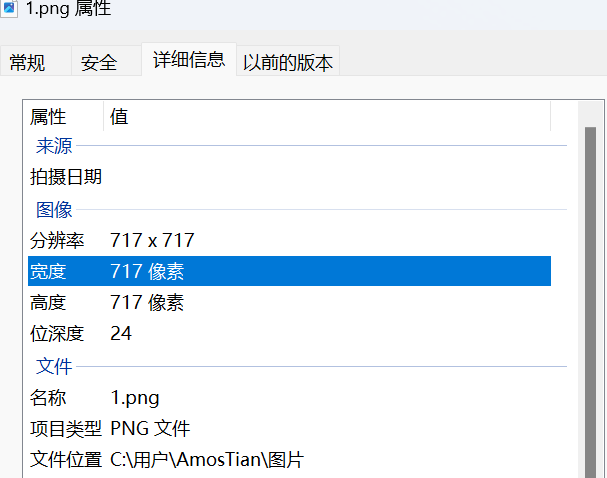 1.png 属性
常规 安全 详细信息 以前的版本
属性 值
来源
拍摄日期
图像
分辨率 717 x 717
宽度 717 像素
高度 717 像素
位深度 24
文件
名称 1.png
项目类型 PNG 文件
文件位置 C:\用户\AmosTian\图片